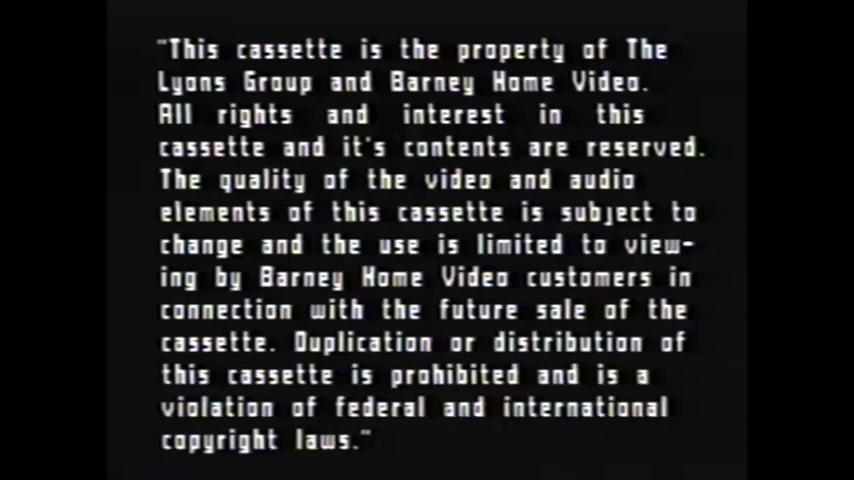 "This cassette is the property of The
Lyons Group and Barney Home Video.
All rights and interest in this
cassette and it's contents are reserved.
The quality of the video and audio
elements of this cassette is subject to
change and the use is limited to view-
ing by Barney Home Video customers in
connection with the future sale of the
cassette. Duplication or distribution of
this cassette is prohibited and is a
violation of federal and international
copyright laws."